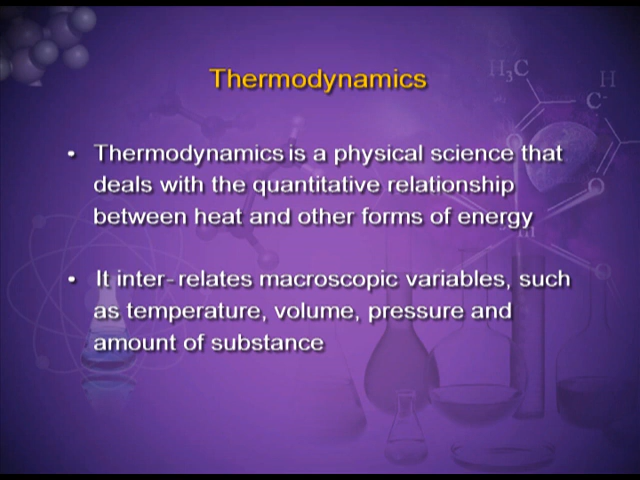 Thermodynamics
H₃C
H
C
• Thermodynamics is a physical science that
deals with the quantitative relationship
between heat and other forms of energy
• It inter-relates macroscopic variables, such
as temperature, volume, pressure and
amount of substance